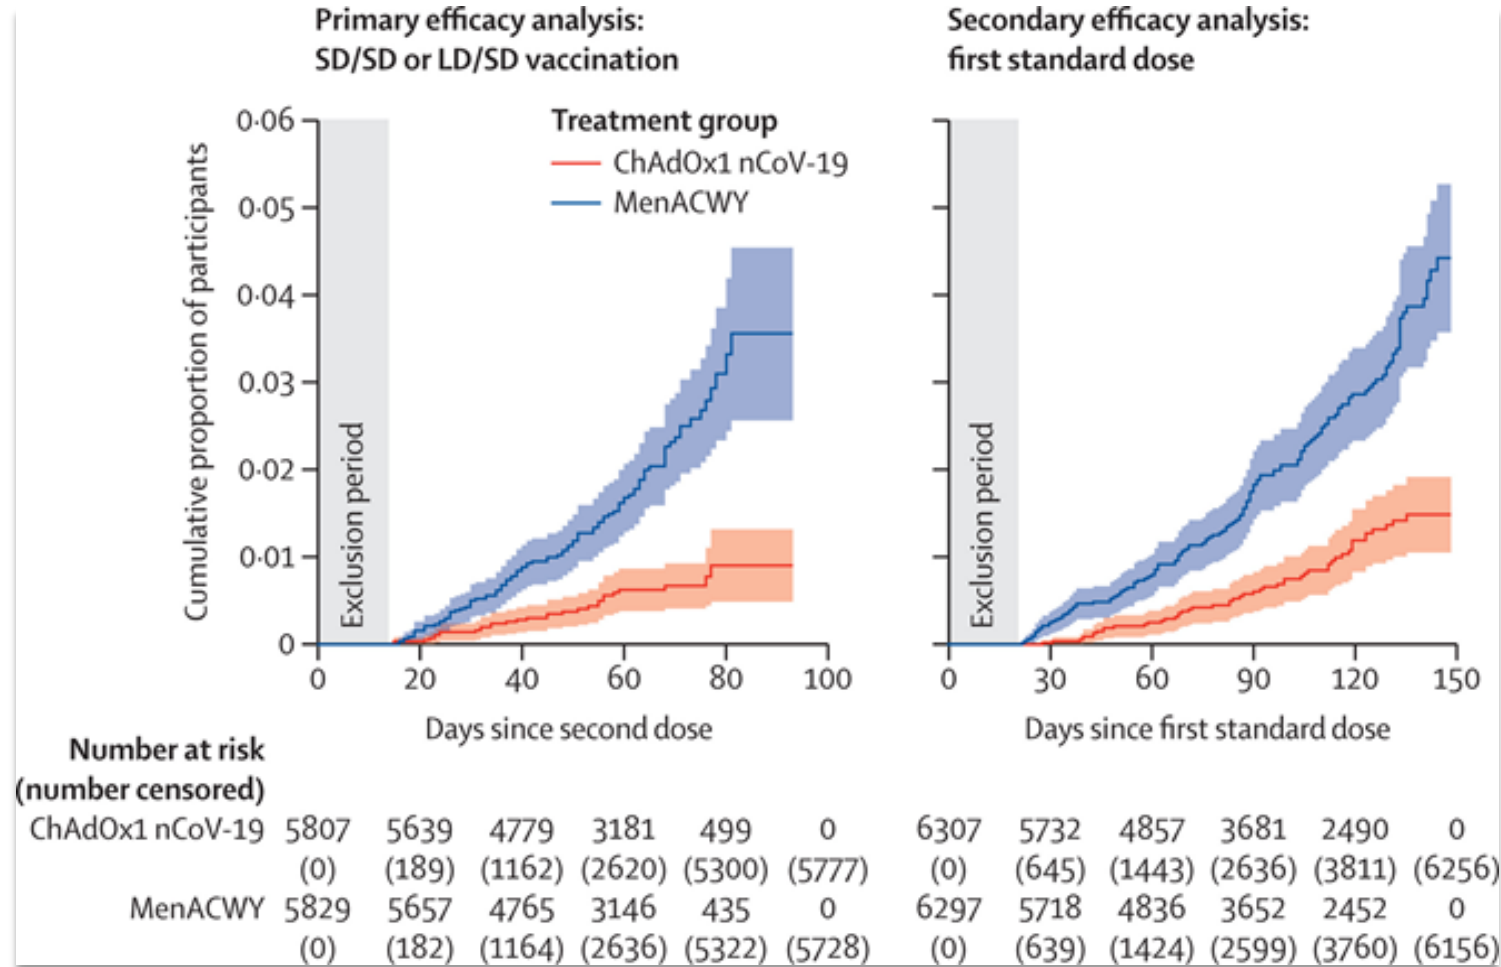 Primary efficacy analysis:
SD/SD or LD/SD vaccination
Secondary efficacy analysis:
first standard dose
Treatment group
ChAdOx1 nCoV-19
MenACWY
Cumulative proportion of participants
0·06
0·05
0·04
0·03
0·02
0·01
0
Exclusion period
Exclusion period
0 20 40 60 80 100
0 30 60 90 120 150
Days since second dose
Days since first standard dose
Number at risk
(number censored)
ChAdOx1 nCoV-19 5807 5639 4779 3181 499 0 6307 5732 4857 3681 2490 0
(0) (189) (1162) (2620) (5300) (5777) (0) (645) (1443) (2636) (3811) (6256)
MenACWY 5829 5657 4765 3146 435 0 6297 5718 4836 3652 2452 0
(0) (182) (1164) (2636) (5322) (5728) (0) (639) (1424) (2599) (3760) (6156)